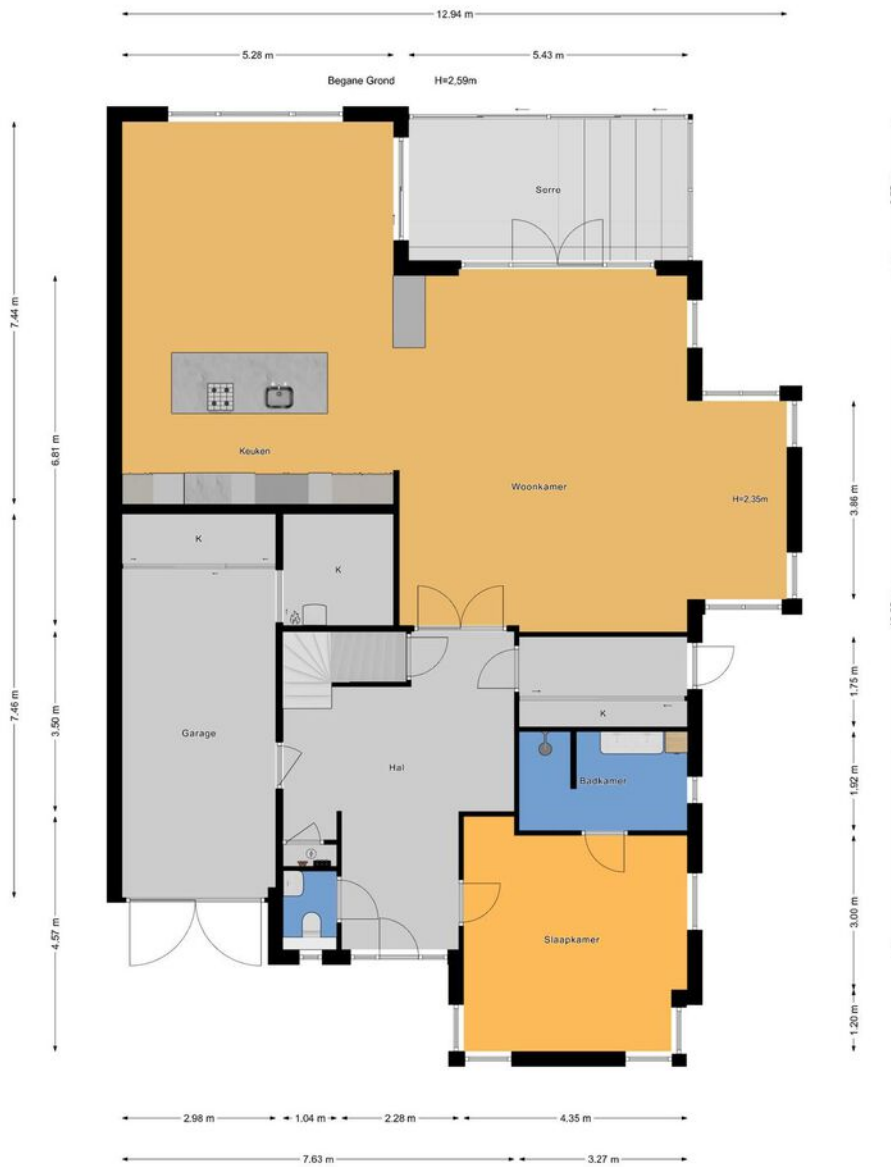 12.94 m
5.28 m
5.43 m
Begane Grond
H=2,59m
Serre
7.44 m
6.81 m
Keuken
Woonkamer
H=2,35m
3.86 m
K
K
7.46 m
3.50 m
1.75 m
K
Garage
Hal
Badkamer
1.92 m
4.57 m
3.00 m
Slaapkamer
1.20 m
2.98 m
1.04 m
2.28 m
4.35 m
7.63 m
3.27 m